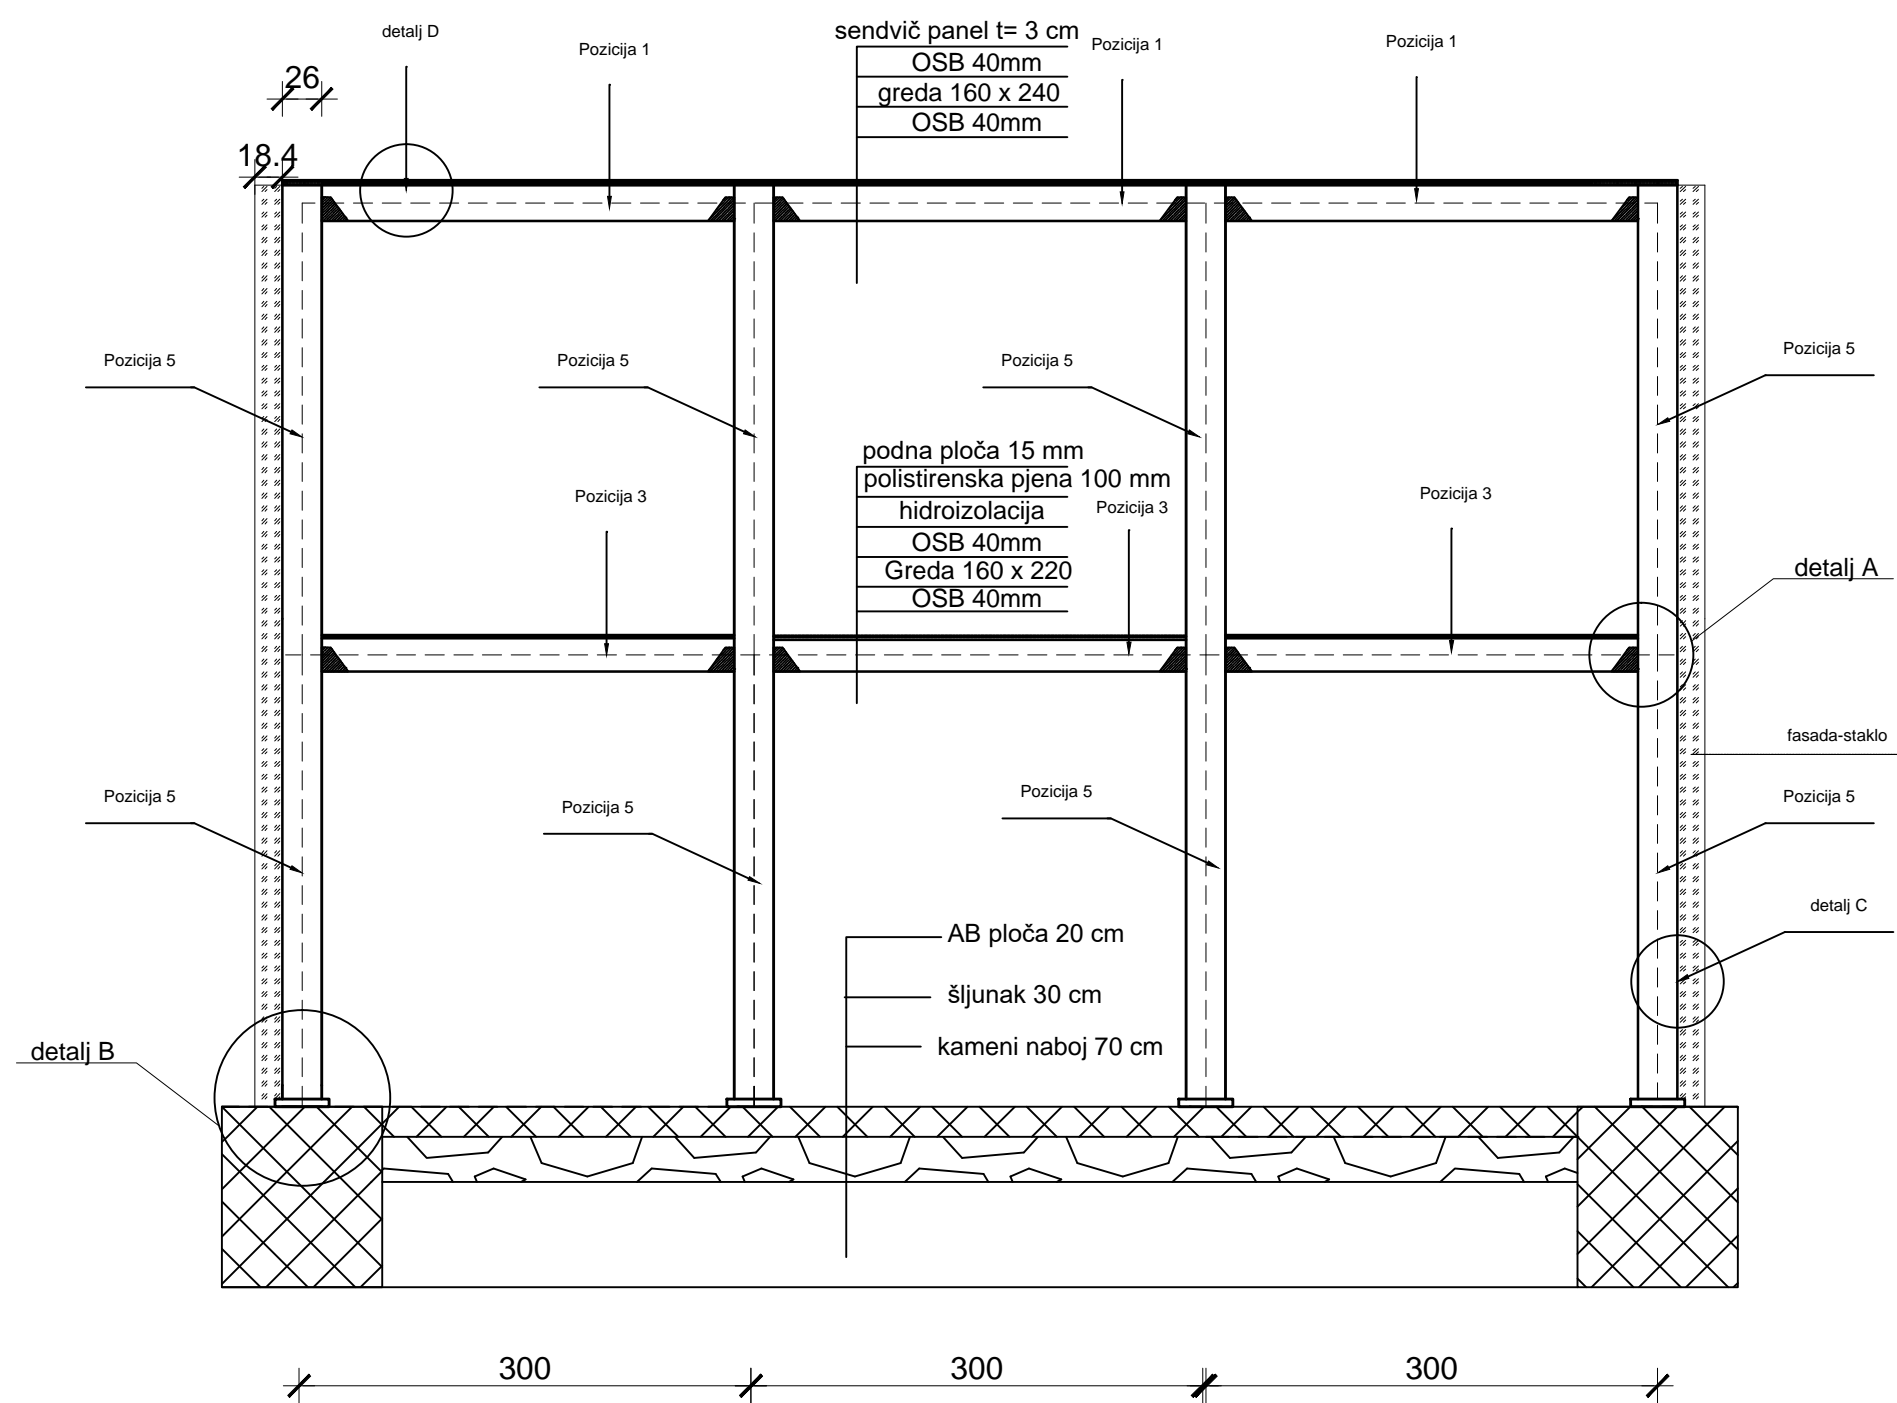 detalj D
Pozicija 1
sendvič panel t= 3 cm
Pozicija 1
Pozicija 1
OSB 40mm
greda 160 x 240
OSB 40mm
26
18.4
Pozicija 5
Pozicija 5
Pozicija 5
Pozicija 5
podna ploča 15 mm
polistirenska pjena 100 mm
hidroizolacija
OSB 40mm
Greda 160 x 220
OSB 40mm
Pozicija 3
Pozicija 3
Pozicija 3
detalj A
fasada-staklo
Pozicija 5
Pozicija 5
Pozicija 5
Pozicija 5
detalj C
AB ploča 20 cm
šljunak 30 cm
kameni naboj 70 cm
detalj B
300
300
300